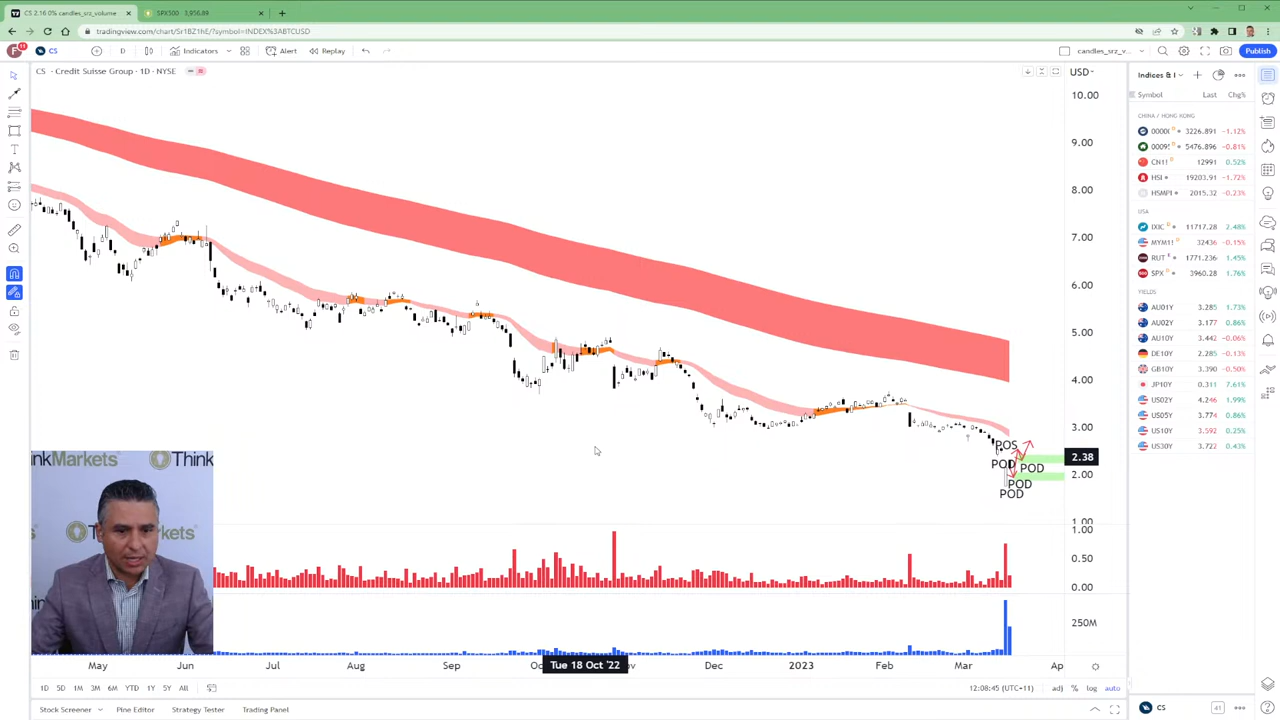 CS 2.16 0% candles_srz_volume
SPX500 3,956.89
tradingview.com/chart/Sr1BZ1hE/?symbol=INDEX%3ABTCUSD
CS
D
Indicators
Alert
Replay
candles_srz_v...
Publish
CS · Credit Suisse Group · 1D · NYSE
USD
Indices & I
Symbol Last Chg%
CHINA / HONG KONG
0000 3226.891 -1.12%
0009 5476.896 -0.81%
CN1! 12991 0.52%
HSI 19203.91 -1.72%
HSMPI 2015.32 -0.23%
USA
IXIC 11717.28 2.48%
MYM1! 32436 -0.15%
RUT 1771.236 1.45%
SPX 3960.28 1.76%
YIELDS
AU01Y 3.285 1.73%
AU02Y 3.177 0.86%
AU10Y 3.442 -0.06%
DE10Y 2.285 -0.13%
GB10Y 3.390 -0.50%
JP10Y 0.311 7.61%
US02Y 4.246 1.99%
US05Y 3.774 0.86%
US10Y 3.592 0.25%
US30Y 3.722 0.43%
10.00
9.00
8.00
7.00
6.00
5.00
4.00
3.00
2.38
2.00
1.00
1.00
0.50
0.00
250M
POS
POD
POD
POD
POD
hinkMarkets
Think
ThinkMarkets
May Jun Jul Aug Sep Tue 18 Oct '22 Dec 2023 Feb Mar
1D 5D 1M 3M 6M YTD 1Y 5Y All
12:08:45 (UTC+11) adj % log auto
Stock Screener Pine Editor Strategy Tester Trading Panel
CS